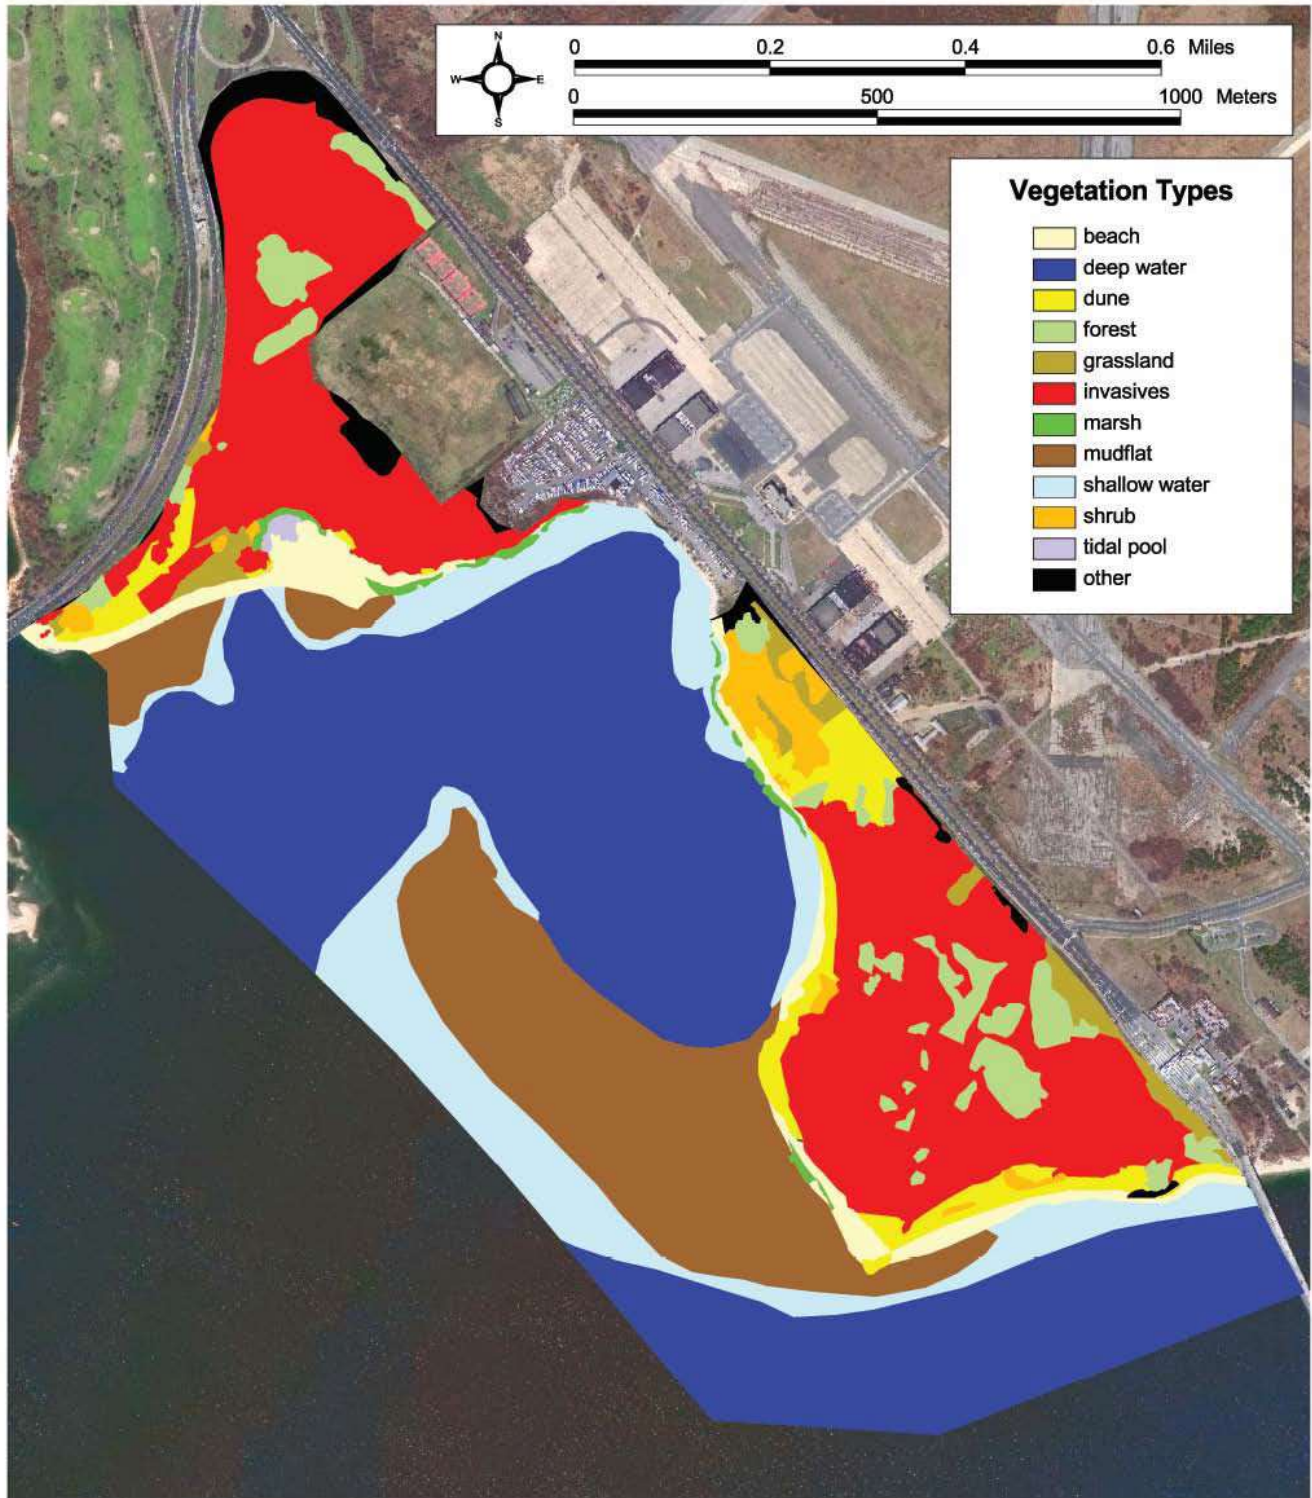 N
W E
S
0 0.2 0.4 0.6 Miles
0 500 1000 Meters
Vegetation Types
beach
deep water
dune
forest
grassland
invasives
marsh
mudflat
shallow water
shrub
tidal pool
other